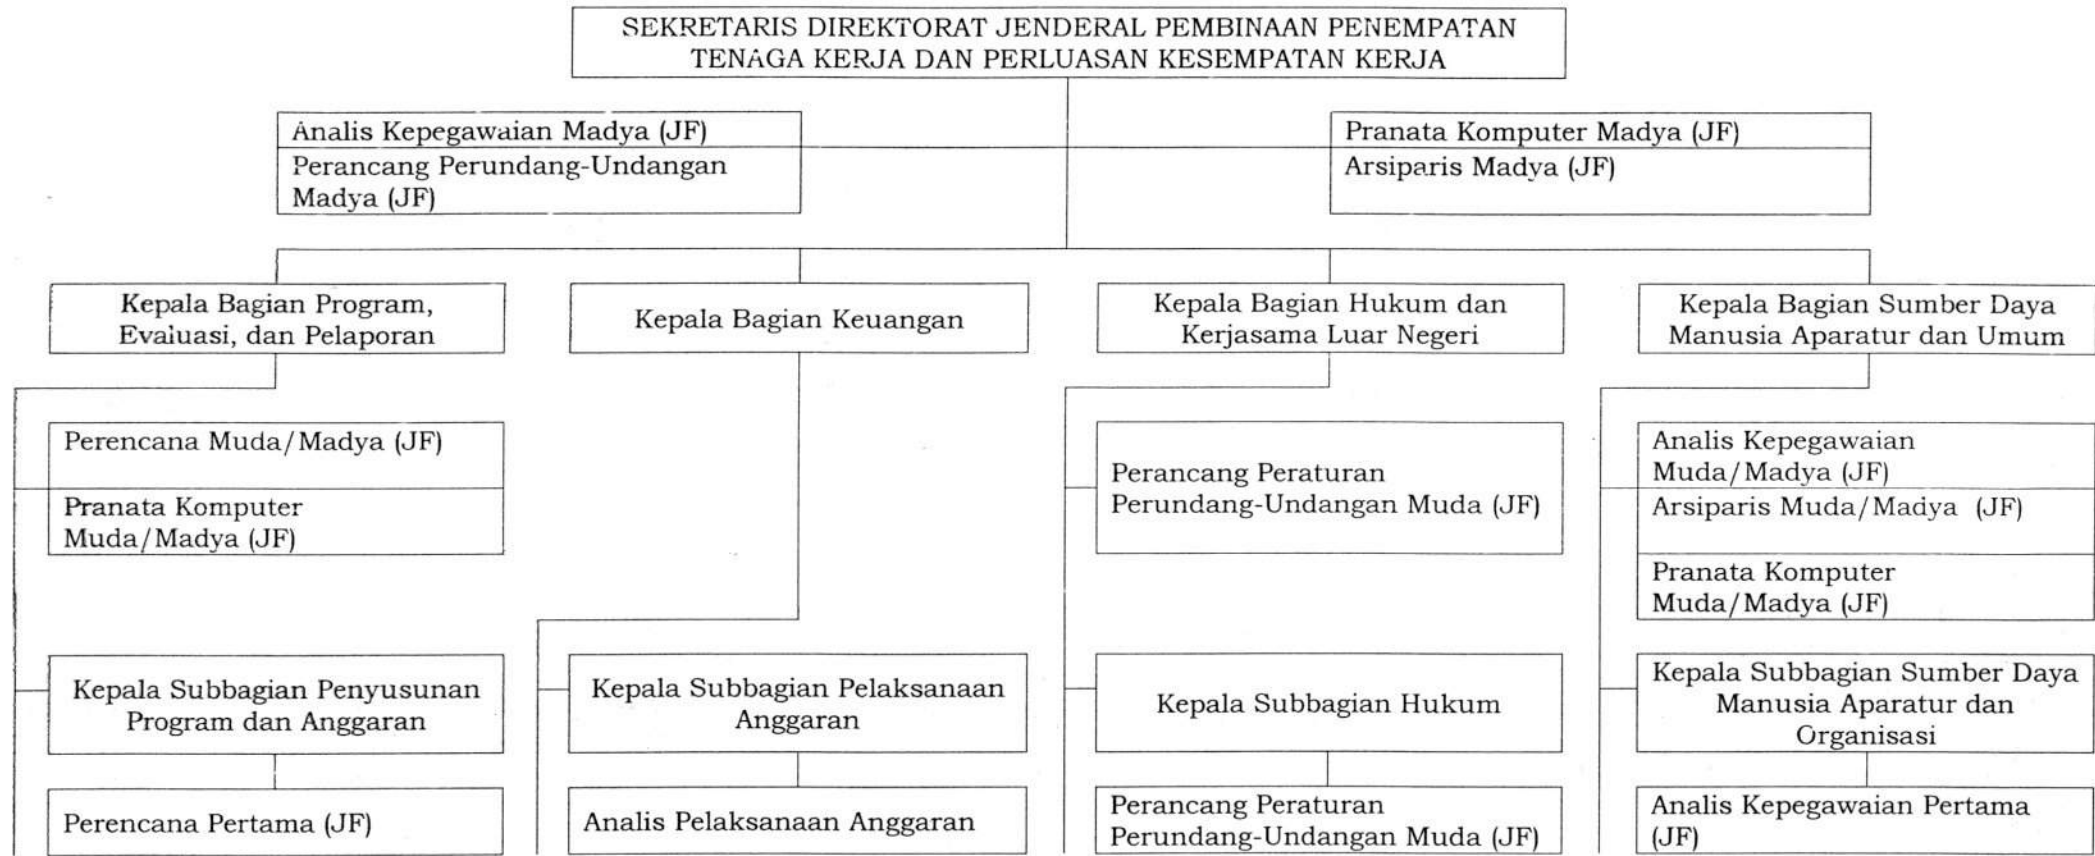 SEKRETARIS DIREKTORAT JENDERAL PEMBINAAN PENEMPATAN
TENAGA KERJA DAN PERLUASAN KESEMPATAN KERJA
Analis Kepegawaian Madya (JF)
Perancang Perundang-Undangan
Madya (JF)
Pranata Komputer Madya (JF)
Arsiparis Madya (JF)
Kepala Bagian Program,
Evaluasi, dan Pelaporan
Kepala Bagian Keuangan
Kepala Bagian Hukum dan
Kerjasama Luar Negeri
Kepala Bagian Sumber Daya
Manusia Aparatur dan Umum
Perencana Muda/Madya (JF)
Pranata Komputer
Muda/Madya (JF)
Perancang Peraturan
Perundang-Undangan Muda (JF)
Analis Kepegawaian
Muda/Madya (JF)
Arsiparis Muda/Madya (JF)
Pranata Komputer
Muda/Madya (JF)
Kepala Subbagian Penyusunan
Program dan Anggaran
Kepala Subbagian Pelaksanaan
Anggaran
Kepala Subbagian Hukum
Kepala Subbagian Sumber Daya
Manusia Aparatur dan
Organisasi
Perencana Pertama (JF)
Analis Pelaksanaan Anggaran
Perancang Peraturan
Perundang-Undangan Muda (JF)
Analis Kepegawaian Pertama
(JF)